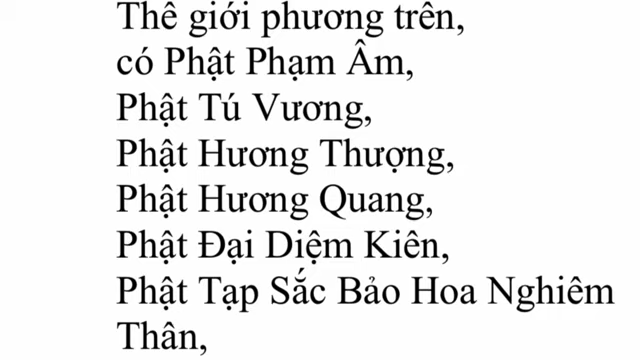 Thế giới phương trên,
có Phật Phạm Âm,
Phật Tú Vương,
Phật Hương Thượng,
Phật Hương Quang,
Phật Đại Diệm Kiên,
Phật Tạp Sắc Bảo Hoa Nghiêm
Thân,